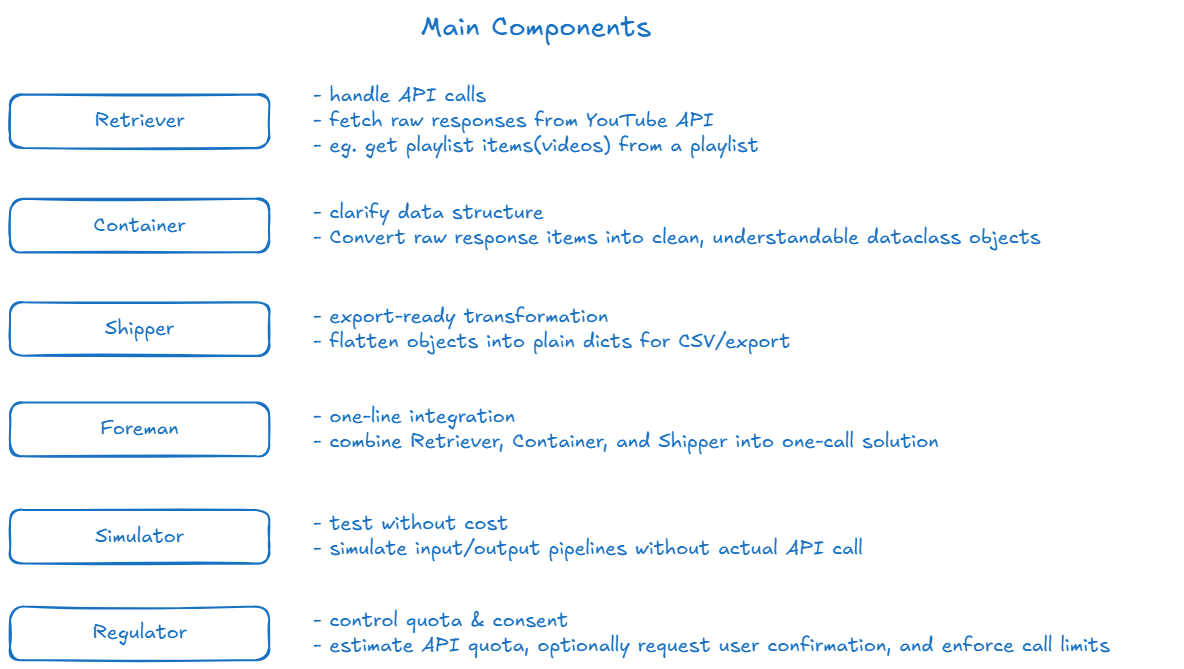 Main Components
Retriever
- handle API calls
- fetch raw responses from YouTube API
- eg. get playlist items(videos) from a playlist
Container
- clarify data structure
- Convert raw response items into clean, understandable dataclass objects
Shipper
- export-ready transformation
- flatten objects into plain dicts for CSV/export
Foreman
- one-line integration
- combine Retriever, Container, and Shipper into one-call solution
Simulator
- test without cost
- simulate input/output pipelines without actual API call
Regulator
- control quota & consent
- estimate API quota, optionally request user confirmation, and enforce call limits